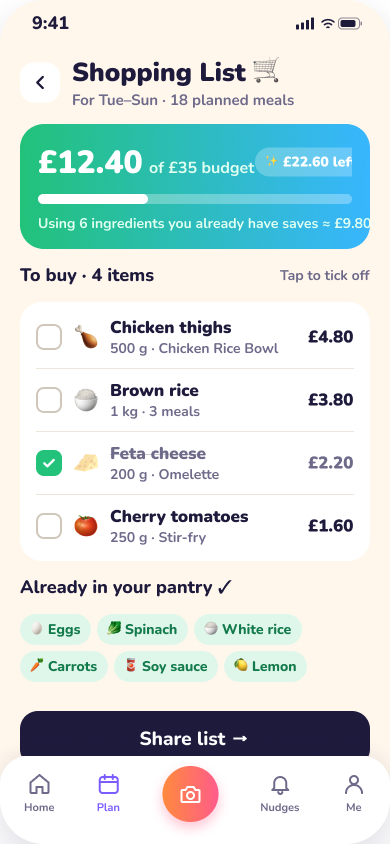 9:41
Shopping List
For Tue–Sun · 18 planned meals
£12.40 of £35 budget
£22.60 lef
Using 6 ingredients you already have saves ≈ £9.80
To buy · 4 items
Tap to tick off
Chicken thighs
500 g · Chicken Rice Bowl
£4.80
Brown rice
1 kg · 3 meals
£3.80
Feta cheese
200 g · Omelette
£2.20
Cherry tomatoes
250 g · Stir-fry
£1.60
Already in your pantry ✓
Eggs
Spinach
White rice
Carrots
Soy sauce
Lemon
Share list →
Home
Plan
Nudges
Me